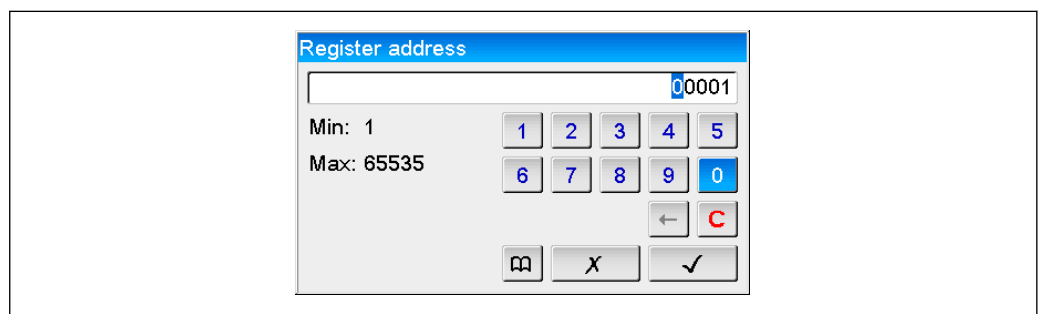 Register address
00001
Min: 1
Max: 65535
1 2 3 4 5
6 7 8 9 0
← C
✗ ✓